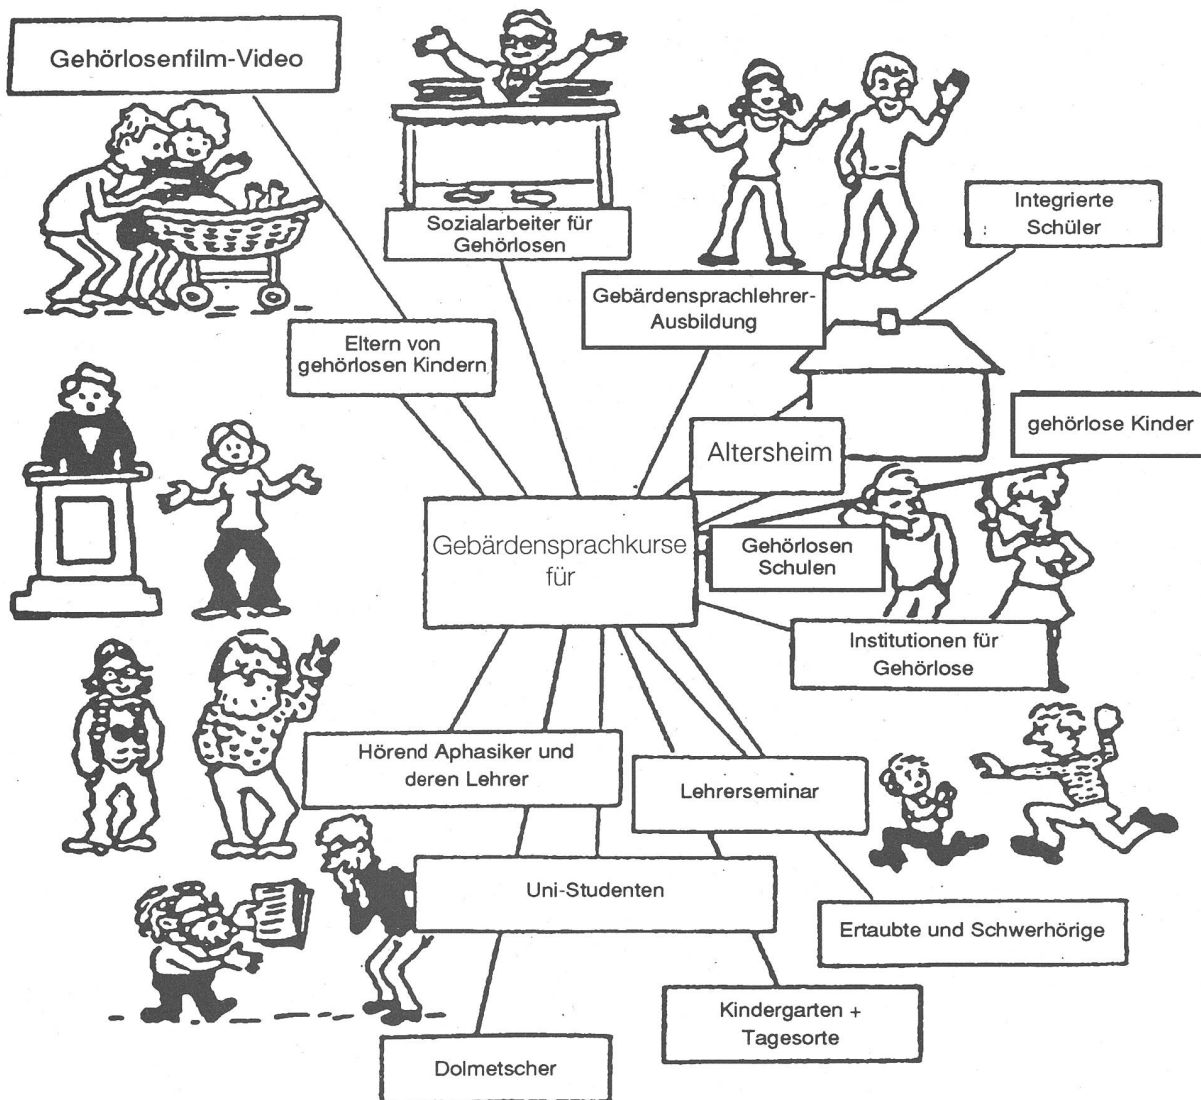 Gehörlosenfilm-Video
Sozialarbeiter für
Gehörlosen
Integrierte
Schüler
Gebärdensprachlehrer-
Ausbildung
Eltern von
gehörlosen Kindern
gehörlose Kinder
Altersheim
Gebärdensprachkurse
für
Gehörlosen
Schulen
Institutionen für
Gehörlose
Hörend Aphasiker und
deren Lehrer
Lehrerseminar
Uni-Studenten
Ertaubte und Schwerhörige
Kindergarten +
Tagesorte
Dolmetscher